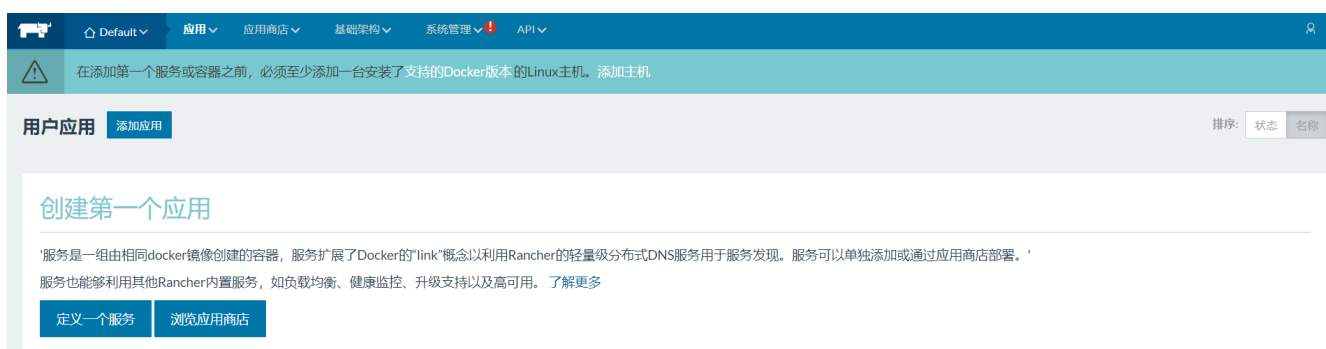 Default 应用 应用商店 基础架构 系统管理 ! API
在添加第一个服务或容器之前，必须至少添加一台安装了支持的Docker版本 的Linux主机。添加主机
用户应用 添加应用 排序: 状态 名称
创建第一个应用
'服务是一组由相同docker镜像创建的容器，服务扩展了Docker的“link”概念以利用Rancher的轻量级分布式DNS服务用于服务发现。服务可以单独添加或通过应用商店部署。'
服务也能够利用其他Rancher内置服务，如负载均衡、健康监控、升级支持以及高可用。 了解更多
定义一个服务 浏览应用商店